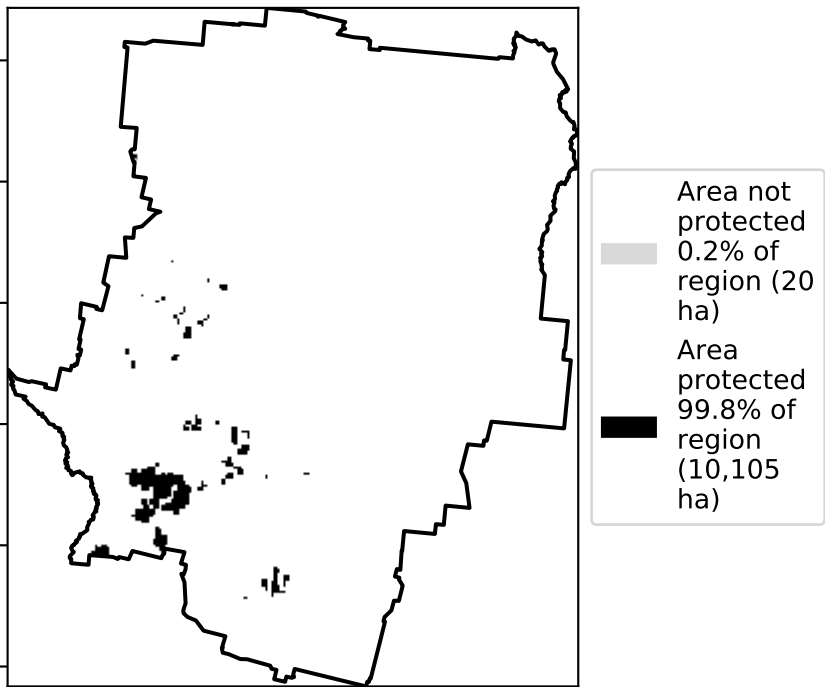 Area not
protected
0.2% of
region (20
ha)
Area
protected
99.8% of
region
(10,105
ha)